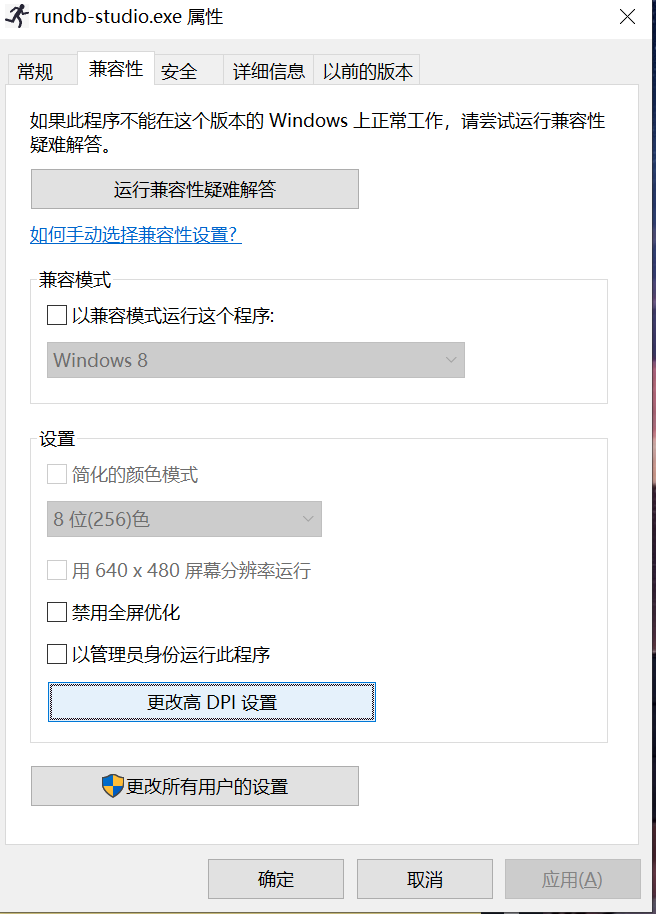 rundb-studio.exe 属性
常规 兼容性 安全 详细信息 以前的版本
如果此程序不能在这个版本的 Windows 上正常工作，请尝试运行兼容性
疑难解答。
运行兼容性疑难解答
如何手动选择兼容性设置?
兼容模式
以兼容模式运行这个程序:
Windows 8
设置
简化的颜色模式
8 位(256)色
用 640 x 480 屏幕分辨率运行
禁用全屏优化
以管理员身份运行此程序
更改高 DPI 设置
更改所有用户的设置
确定 取消 应用(A)